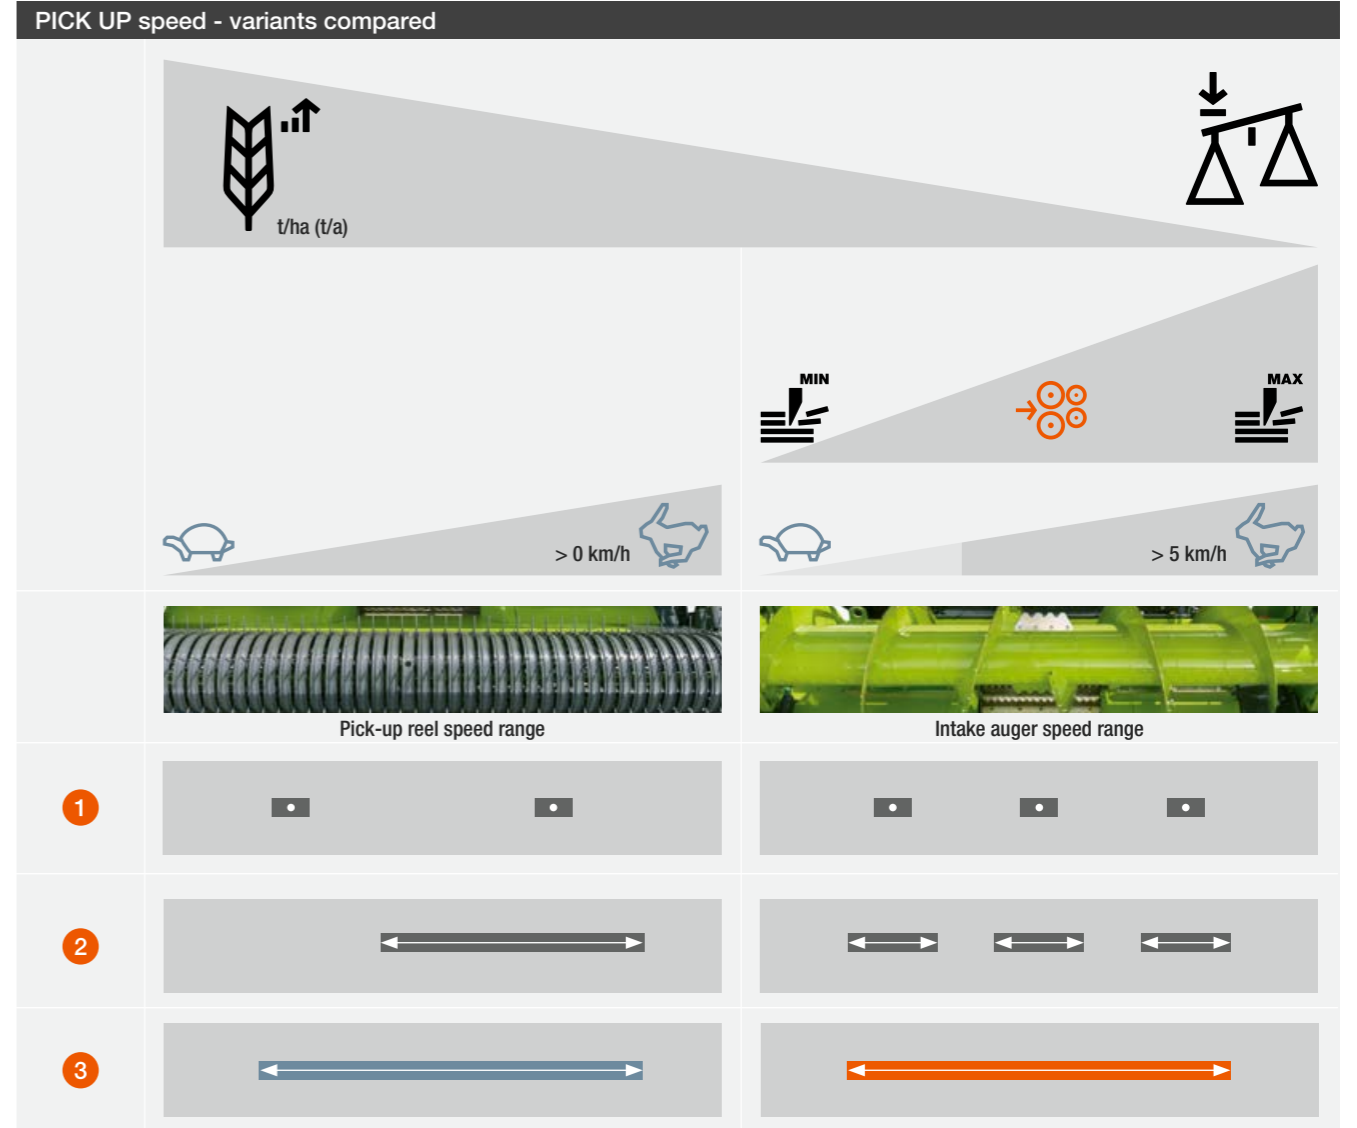 PICK UP speed - variants compared
t/ha (t/a)
MIN
MAX
> 0 km/h
> 5 km/h
Pick-up reel speed range
Intake auger speed range
1
2
3